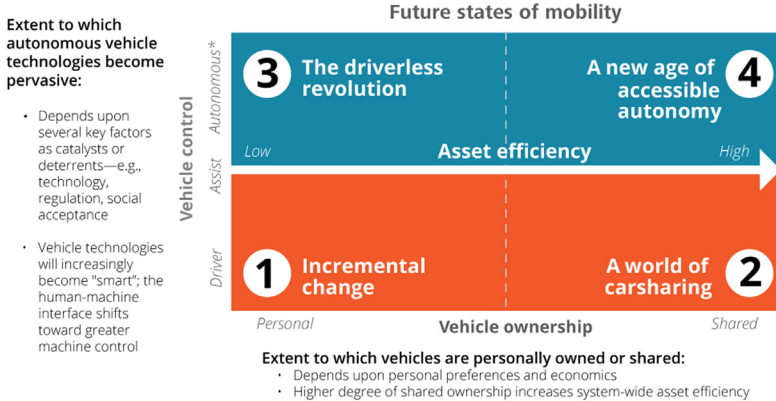 Future states of mobility
Extent to which
autonomous vehicle
technologies become
pervasive:
• Depends upon
several key factors
as catalysts or
deterrents—e.g.,
technology,
regulation, social
acceptance
• Vehicle technologies
will increasingly
become "smart"; the
human-machine
interface shifts
toward greater
machine control
Vehicle control
Autonomous*
Assist
Driver
3
The driverless
revolution
A new age of
accessible
autonomy
4
Low
Asset efficiency
High
1
Incremental
change
A world of
carsharing
2
Personal
Vehicle ownership
Shared
Extent to which vehicles are personally owned or shared:
• Depends upon personal preferences and economics
• Higher degree of shared ownership increases system-wide asset efficiency